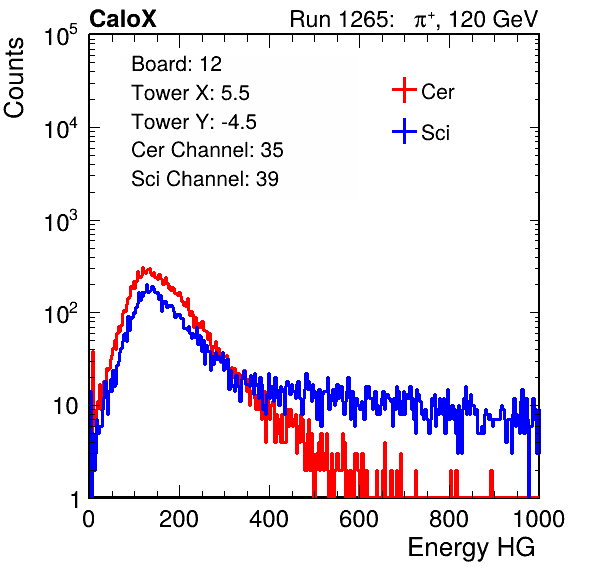 CaloX Run 1265: π⁺, 120 GeV
Counts
Board: 12
Tower X: 5.5
Tower Y: -4.5
Cer Channel: 35
Sci Channel: 39
Cer
Sci
10⁵
10⁴
10³
10²
10
1
0 200 400 600 800 1000
Energy HG